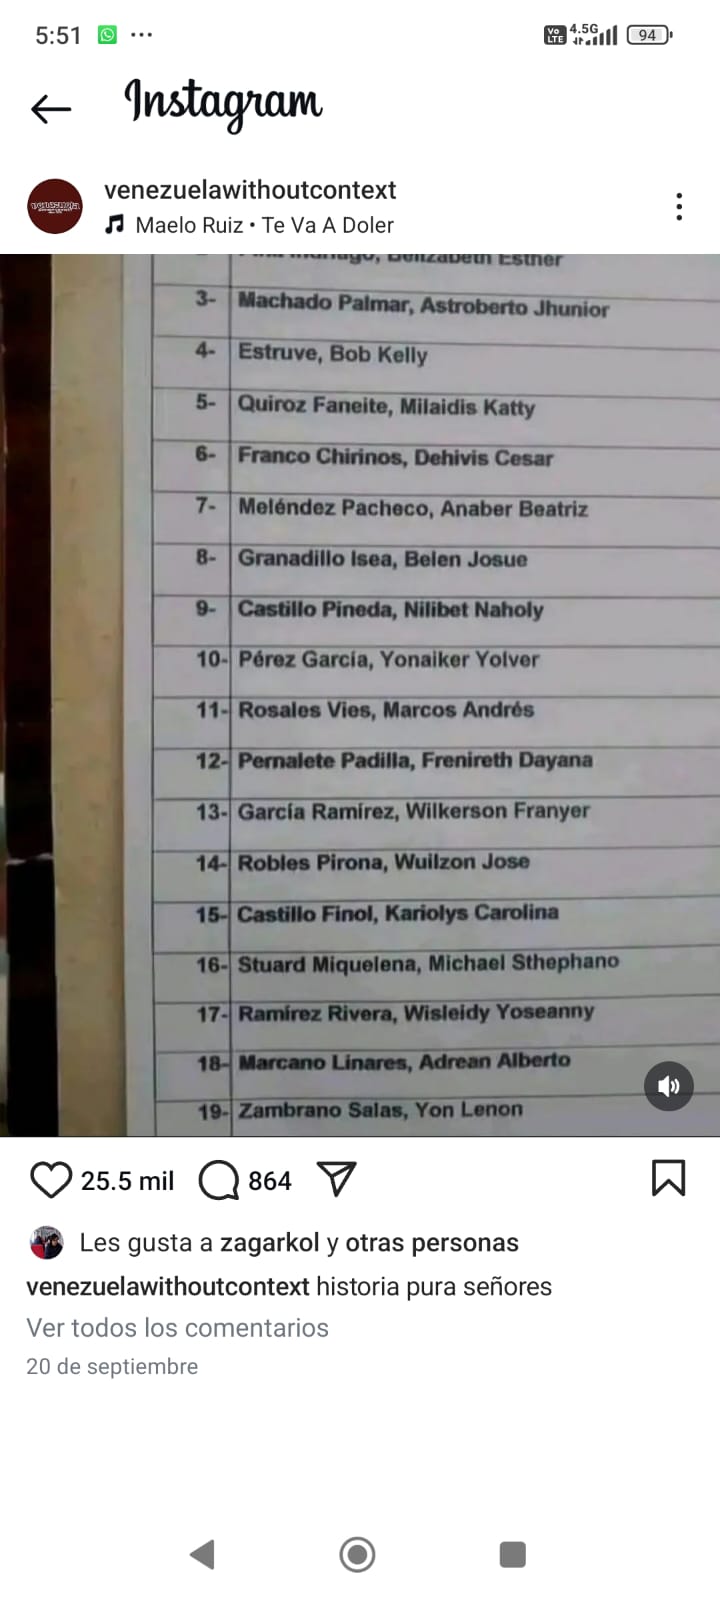 5:51
Vo LTE 4.5G 94
Instagram
venezuelawithoutcontext
Maelo Ruiz • Te Va A Doler
Esther
3- Machado Palmar, Astroberto Jhunior
4- Estruve, Bob Kelly
5- Quiroz Faneite, Milaidis Katty
6- Franco Chirinos, Dehivis Cesar
7- Meléndez Pacheco, Anaber Beatriz
8- Granadillo Isea, Belen Josue
9- Castillo Pineda, Nilibet Naholy
10- Pérez García, Yonaiker Yolver
11- Rosales Vies, Marcos Andrés
12- Pernalete Padilla, Frenireth Dayana
13- García Ramírez, Wilkerson Franyer
14- Robles Pirona, Wuilzon Jose
15- Castillo Finol, Kariolys Carolina
16- Stuard Miquelena, Michael Sthephano
17- Ramírez Rivera, Wisleidy Yoseanny
18- Marcano Linares, Adrean Alberto
19- Zambrano Salas, Yon Lenon
25.5 mil 864
Les gusta a zagarkol y otras personas
venezuelawithoutcontext historia pura señores
Ver todos los comentarios
20 de septiembre